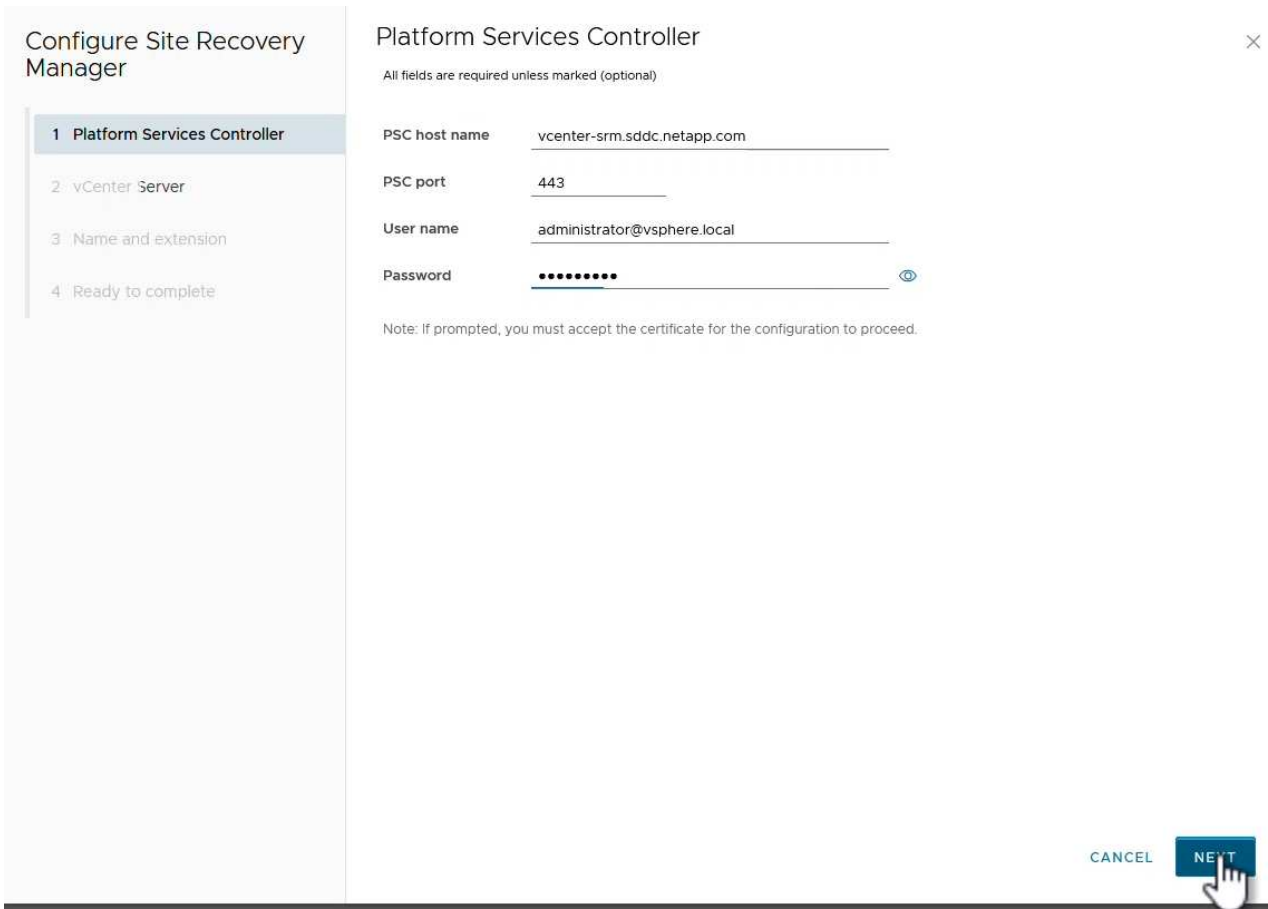 Configure Site Recovery
Manager
1 Platform Services Controller
2 vCenter Server
3 Name and extension
4 Ready to complete
Platform Services Controller
All fields are required unless marked (optional)
PSC host name vcenter-srm.sddc.netapp.com
PSC port 443
User name administrator@vsphere.local
Password •••••••••
Note: If prompted, you must accept the certificate for the configuration to proceed.
CANCEL NEXT